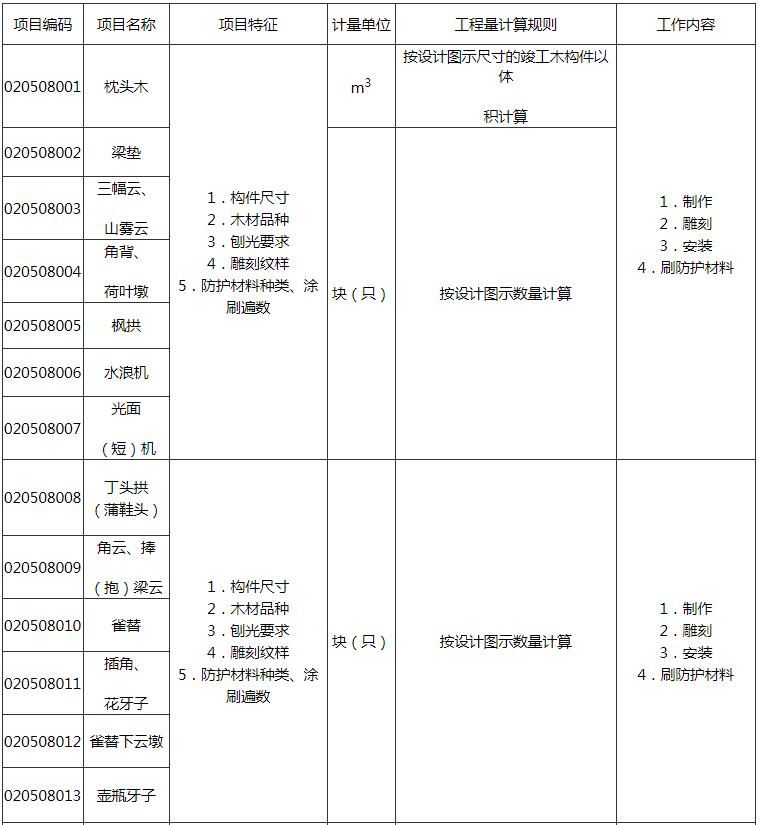 项目编码
项目名称
项目特征
计量单位
工程量计算规则
工作内容
020508001
枕头木
1．构件尺寸
2．木材品种
3．刨光要求
4．雕刻纹样
5．防护材料种类、涂
刷遍数
m3
按设计图示尺寸的竣工木构件以
体
积计算
1．制作
2．雕刻
3．安装
4．刷防护材料
020508002
梁垫
块（只）
按设计图示数量计算
020508003
三幅云、
山雾云
020508004
角背、
荷叶墩
020508005
枫拱
020508006
水浪机
020508007
光面
（短）机
020508008
丁头拱
（蒲鞋头）
1．构件尺寸
2．木材品种
3．刨光要求
4．雕刻纹样
5．防护材料种类、涂
刷遍数
块（只）
按设计图示数量计算
1．制作
2．雕刻
3．安装
4．刷防护材料
020508009
角云、捧
（抱）梁云
020508010
雀替
020508011
插角、
花牙子
020508012
雀替下云墩
020508013
壶瓶牙子